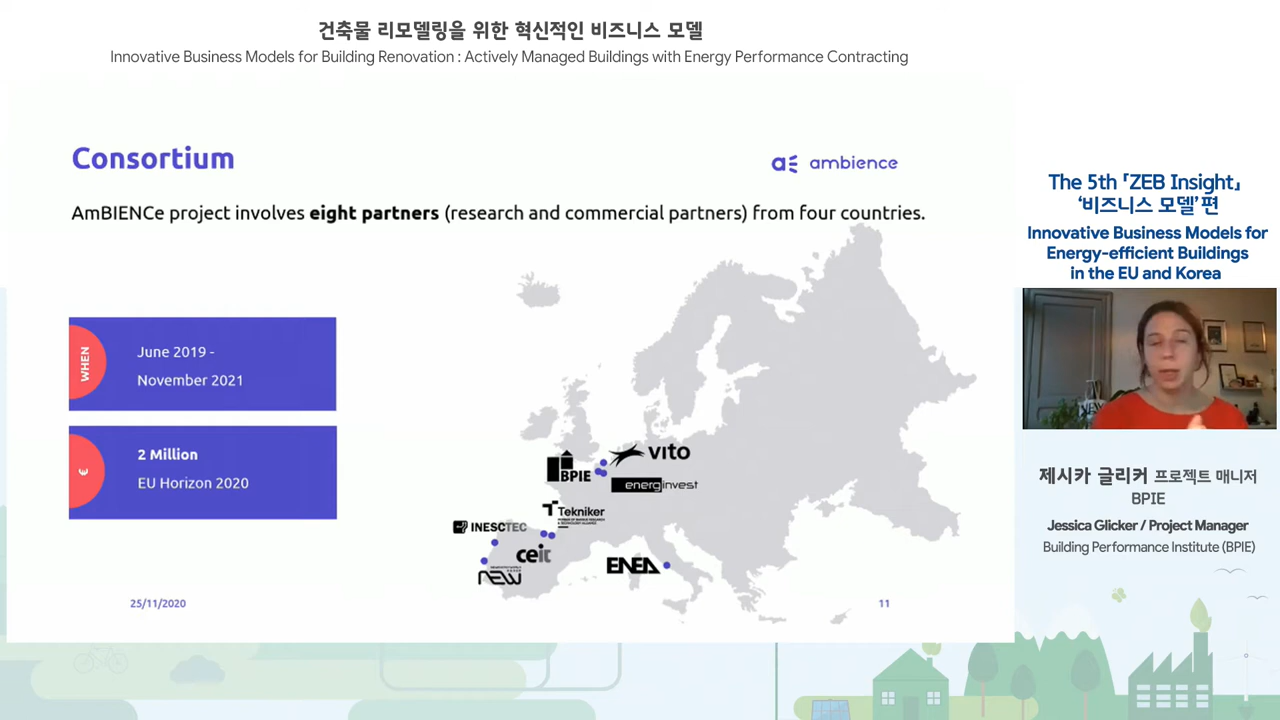 건축물 리모델링을 위한 혁신적인 비즈니스 모델
Innovative Business Models for Building Renovation : Actively Managed Buildings with Energy Performance Contracting
Consortium
ambience
AmBIENCe project involves eight partners (research and commercial partners) from four countries.
WHEN
June 2019 -
November 2021
€
2 Million
EU Horizon 2020
BPIE
vito
energinvest
Tekniker
INESCTEC
ceit
NEW
ENEA
25/11/2020
11
The 5th「ZEB Insight」
‘비즈니스 모델’편
Innovative Business Models for
Energy-efficient Buildings
in the EU and Korea
제시카 글리커 프로젝트 매니저
BPIE
Jessica Glicker / Project Manager
Building Performance Institute (BPIE)